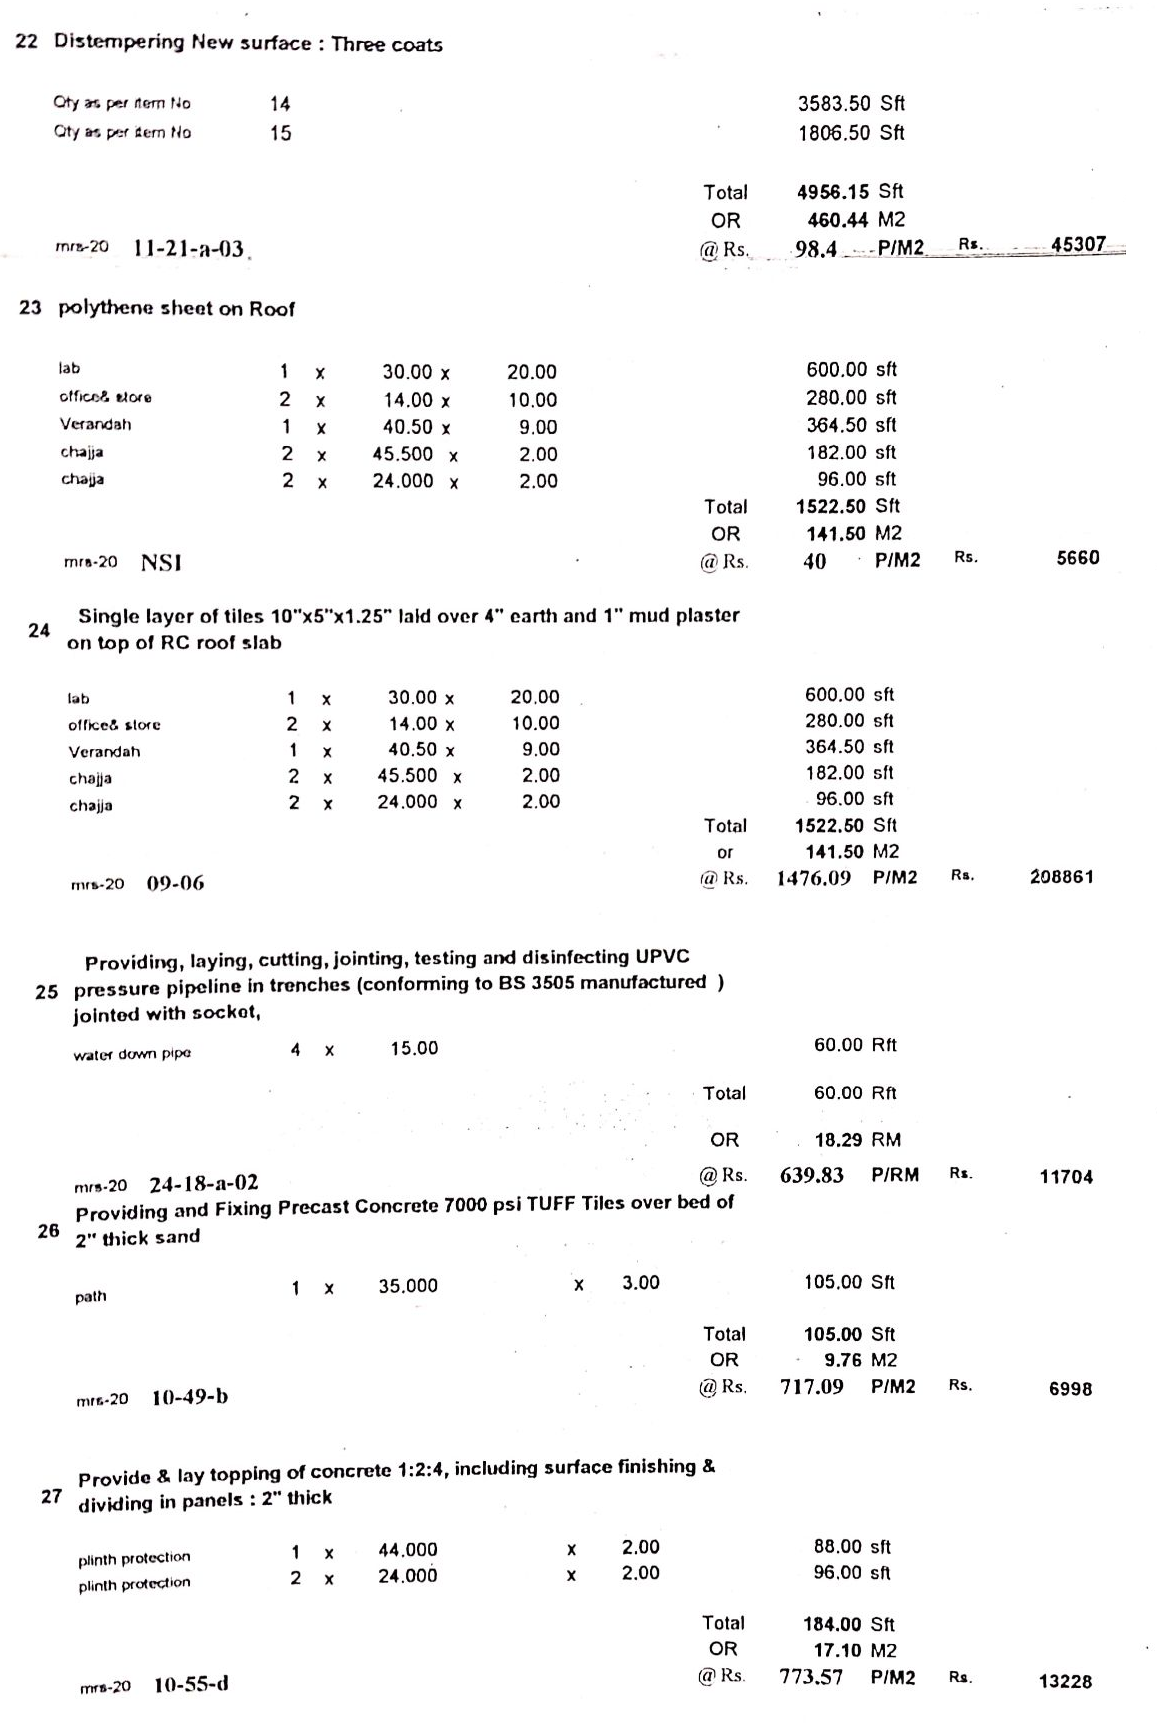 22 Distempering New surface : Three coats
Qty as per item No 14 3583.50 Sft
Qty as per item No 15 1806.50 Sft
Total 4956.15 Sft
OR 460.44 M2
mrs-20 11-21-a-03. @ Rs. 98.4 P/M2 Rs. 45307
23 polythene sheet on Roof
lab 1 x 30.00 x 20.00 600.00 sft
office& store 2 x 14.00 x 10.00 280.00 sft
Verandah 1 x 40.50 x 9.00 364.50 sft
chajja 2 x 45.500 x 2.00 182.00 sft
chajja 2 x 24.000 x 2.00 96.00 sft
Total 1522.50 Sft
OR 141.50 M2
mrs-20 NSI @ Rs. 40 P/M2 Rs. 5660
24 Single layer of tiles 10"x5"x1.25" laid over 4" earth and 1" mud plaster
on top of RC roof slab
lab 1 x 30.00 x 20.00 600.00 sft
office& store 2 x 14.00 x 10.00 280.00 sft
Verandah 1 x 40.50 x 9.00 364.50 sft
chajja 2 x 45.500 x 2.00 182.00 sft
chajja 2 x 24.000 x 2.00 96.00 sft
Total 1522.50 Sft
or 141.50 M2
mrs-20 09-06 @ Rs. 1476.09 P/M2 Rs. 208861
Providing, laying, cutting, jointing, testing and disinfecting UPVC
25 pressure pipeline in trenches (conforming to BS 3505 manufactured )
jointed with socket,
water down pipe 4 x 15.00 60.00 Rft
Total 60.00 Rft
OR 18.29 RM
mrs-20 24-18-a-02 @ Rs. 639.83 P/RM Rs. 11704
Providing and Fixing Precast Concrete 7000 psi TUFF Tiles over bed of
26 2" thick sand
path 1 x 35.000 x 3.00 105.00 Sft
Total 105.00 Sft
OR 9.76 M2
mrs-20 10-49-b @ Rs. 717.09 P/M2 Rs. 6998
Provide & lay topping of concrete 1:2:4, including surface finishing &
27 dividing in panels : 2" thick
plinth protection 1 x 44.000 x 2.00 88.00 sft
plinth protection 2 x 24.000 x 2.00 96.00 sft
Total 184.00 Sft
OR 17.10 M2
mrs-20 10-55-d @ Rs. 773.57 P/M2 Rs. 13228